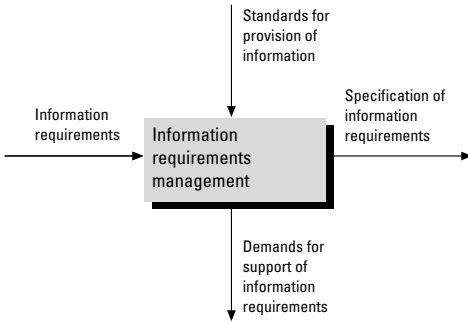 Standards for
provision of
information
Information
requirements
Specification of
information
requirements
Information
requirements
management
Demands for
support of
information
requirements